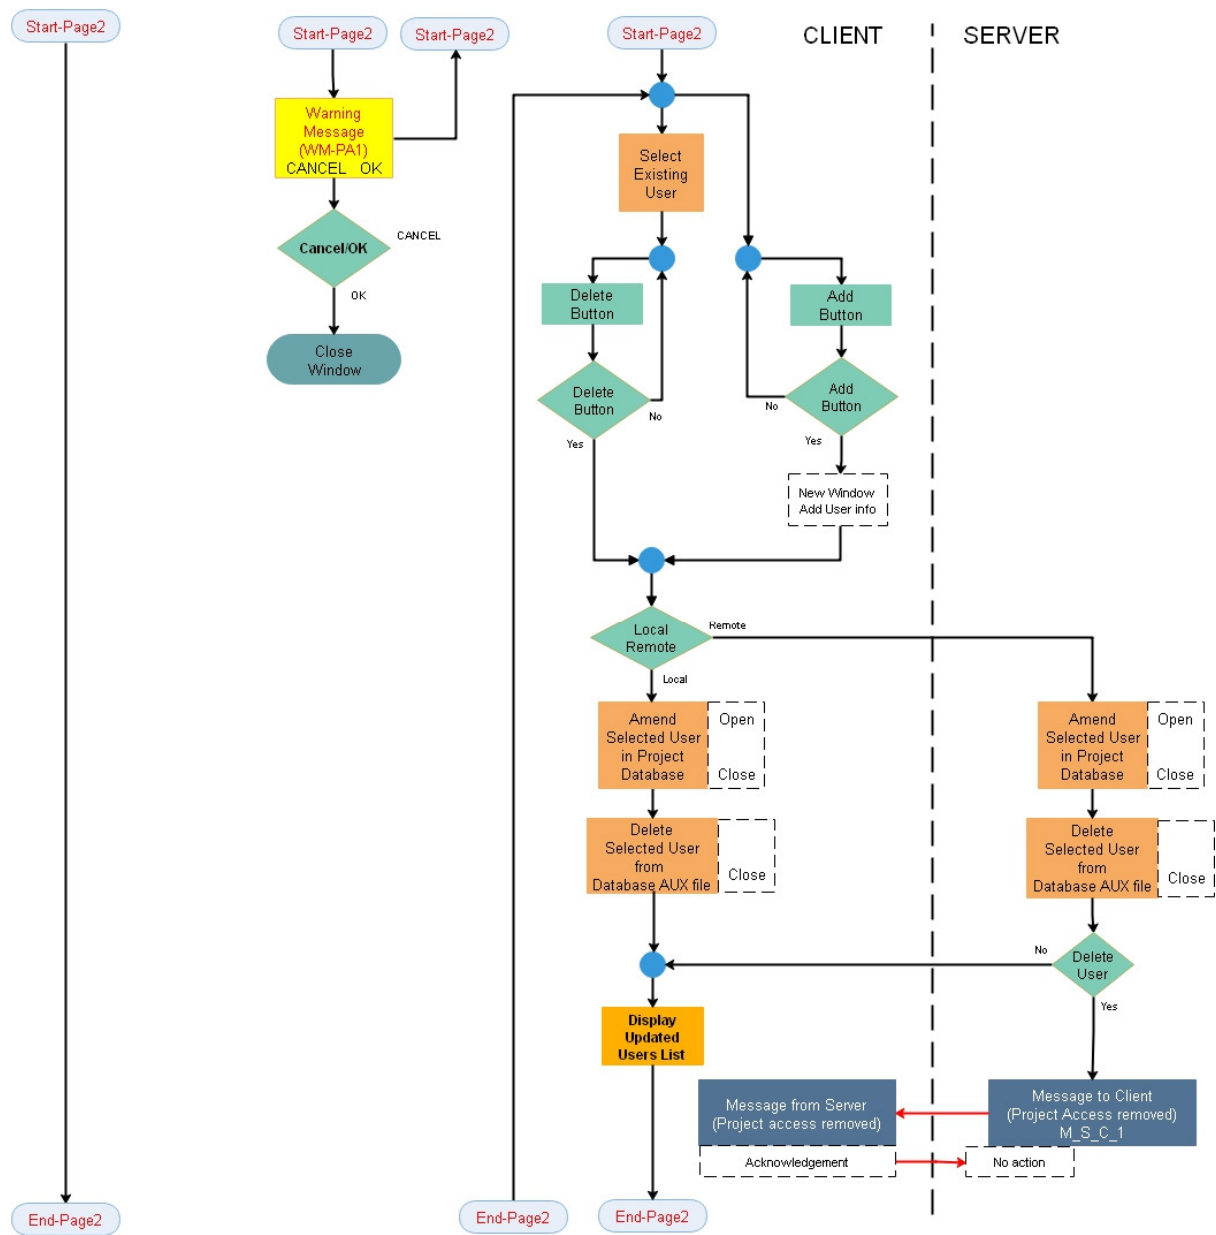 Start-Page2
Start-Page2
Start-Page2
Start-Page2
CLIENT
SERVER
Warning
Message
(WM-PA1)
CANCEL OK
Cancel/OK
CANCEL
OK
Close
Window
Select
Existing
User
Delete
Button
Add
Button
Delete
Button
No
Yes
Add
Button
No
Yes
New Window
Add User info
Local
Remote
Remote
Local
Amend
Selected User
in Project
Database
Open
Close
Amend
Selected User
in Project
Database
Open
Close
Delete
Selected User
from
Database AUX file
Close
Delete
Selected User
from
Database AUX file
Close
No
Delete
User
Yes
Display
Updated
Users List
Message from Server
(Project access removed)
Message to Client
(Project Access removed)
M_S_C_1
Acknowledgement
No action
End-Page2
End-Page2
End-Page2